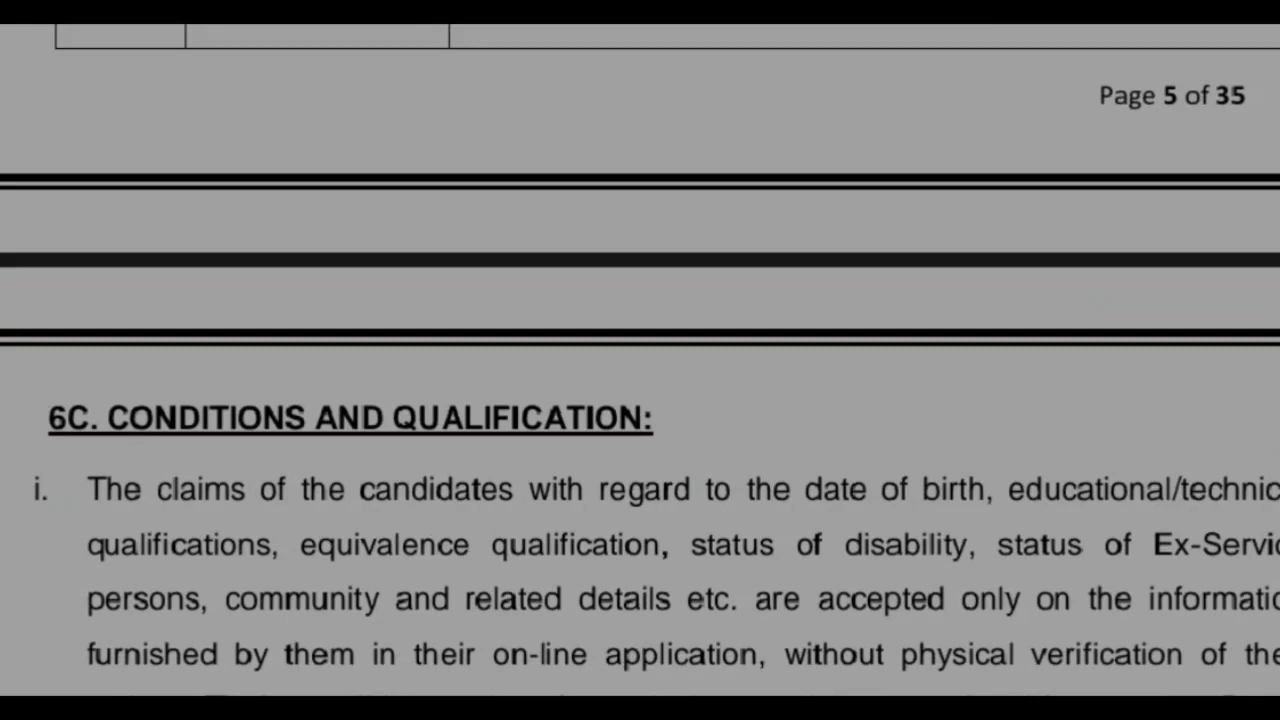 Page 5 of 35
6C. CONDITIONS AND QUALIFICATION:
i. The claims of the candidates with regard to the date of birth, educational/technic
qualifications, equivalence qualification, status of disability, status of Ex-Servic
persons, community and related details etc. are accepted only on the informatio
furnished by them in their on-line application, without physical verification of the